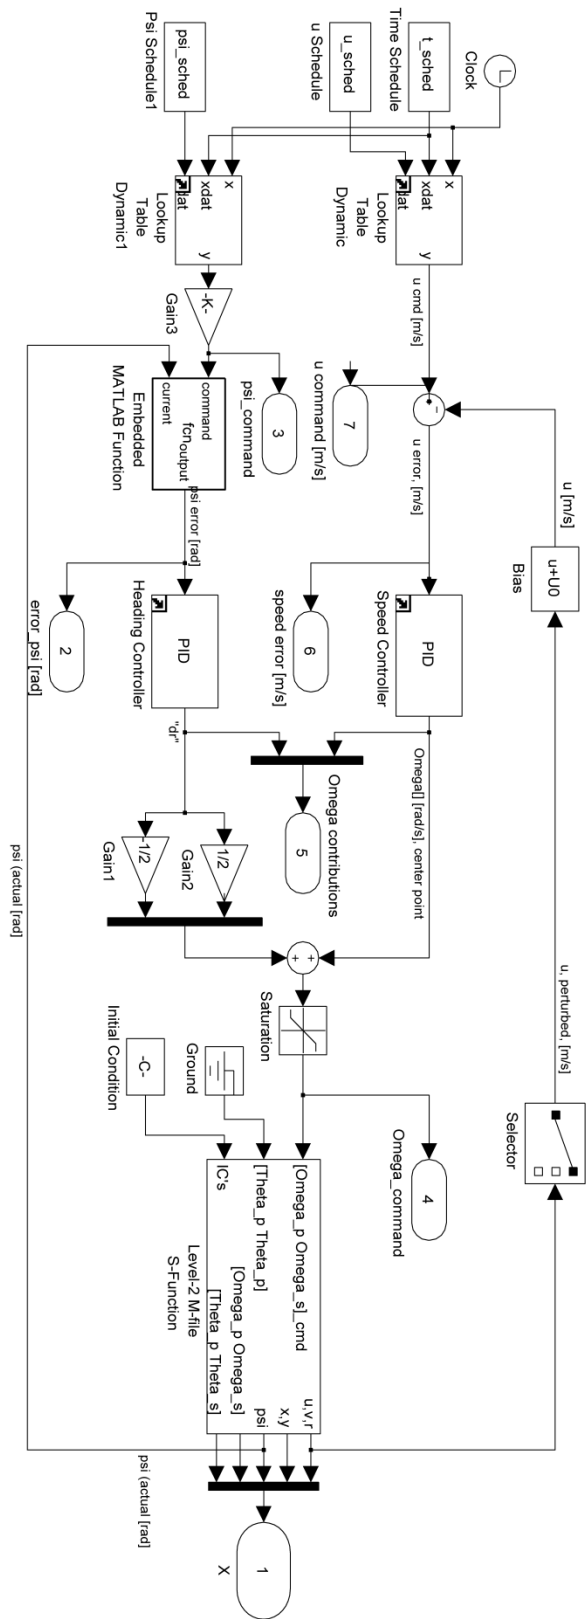 Clock
t_sched
Time Schedule
u_sched
u Schedule
psi_sched
Psi Schedule1
x
xdat
dat
y
Lookup
Table
Dynamic
x
xdat
dat
y
Lookup
Table
Dynamic1
u cmd [m/s]
-K-
Gain3
7
u command [m/s]
3
psi_command
-
u error, [m/s]
command
fcn
output
current
Embedded
MATLAB Function
psi error [rad]
u [m/s]
u+U0
Bias
PID
Speed Controller
6
speed error [m/s]
PID
Heading Controller
2
error_psi [rad]
"dr"
Omega[] [rad/s], center point
Omega contributions
5
1/2
Gain2
-1/2
Gain1
psi (actual [rad]
u, perturbed, [m/s]
+
+
Saturation
Ground
-C-
Initial Condition
Selector
4
Omega_command
[Omega_p Omega_s]_cmd
[Theta_p Theta_p]
IC's
u,v,r
x,y
psi
[Omega_p Omega_s]
[Theta_p Theta_s]
Level-2 M-file
S-Function
psi (actual [rad]
1
X